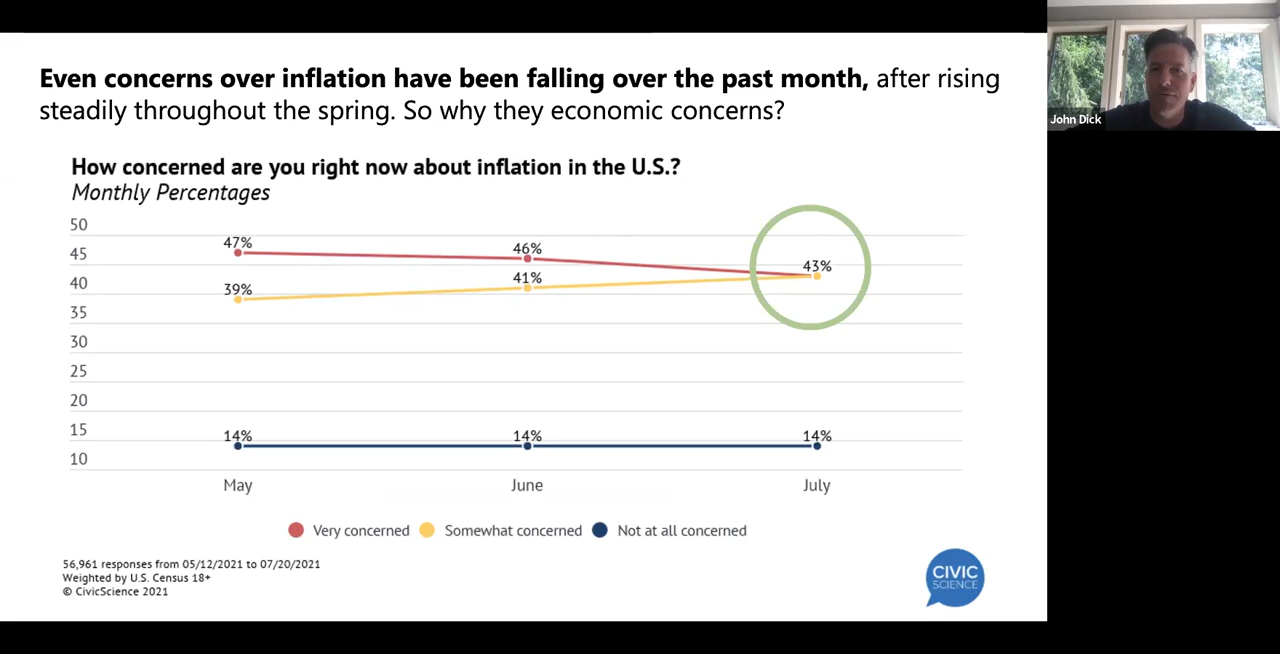 Even concerns over inflation have been falling over the past month, after rising
steadily throughout the spring. So why they economic concerns?
How concerned are you right now about inflation in the U.S.?
Monthly Percentages
50
45
40
35
30
25
20
15
10
47%
46%
43%
39%
41%
14%
14%
14%
May
June
July
Very concerned
Somewhat concerned
Not at all concerned
56,961 responses from 05/12/2021 to 07/20/2021
Weighted by U.S. Census 18+
© CivicScience 2021
CIVIC
SCIENCE
John Dick